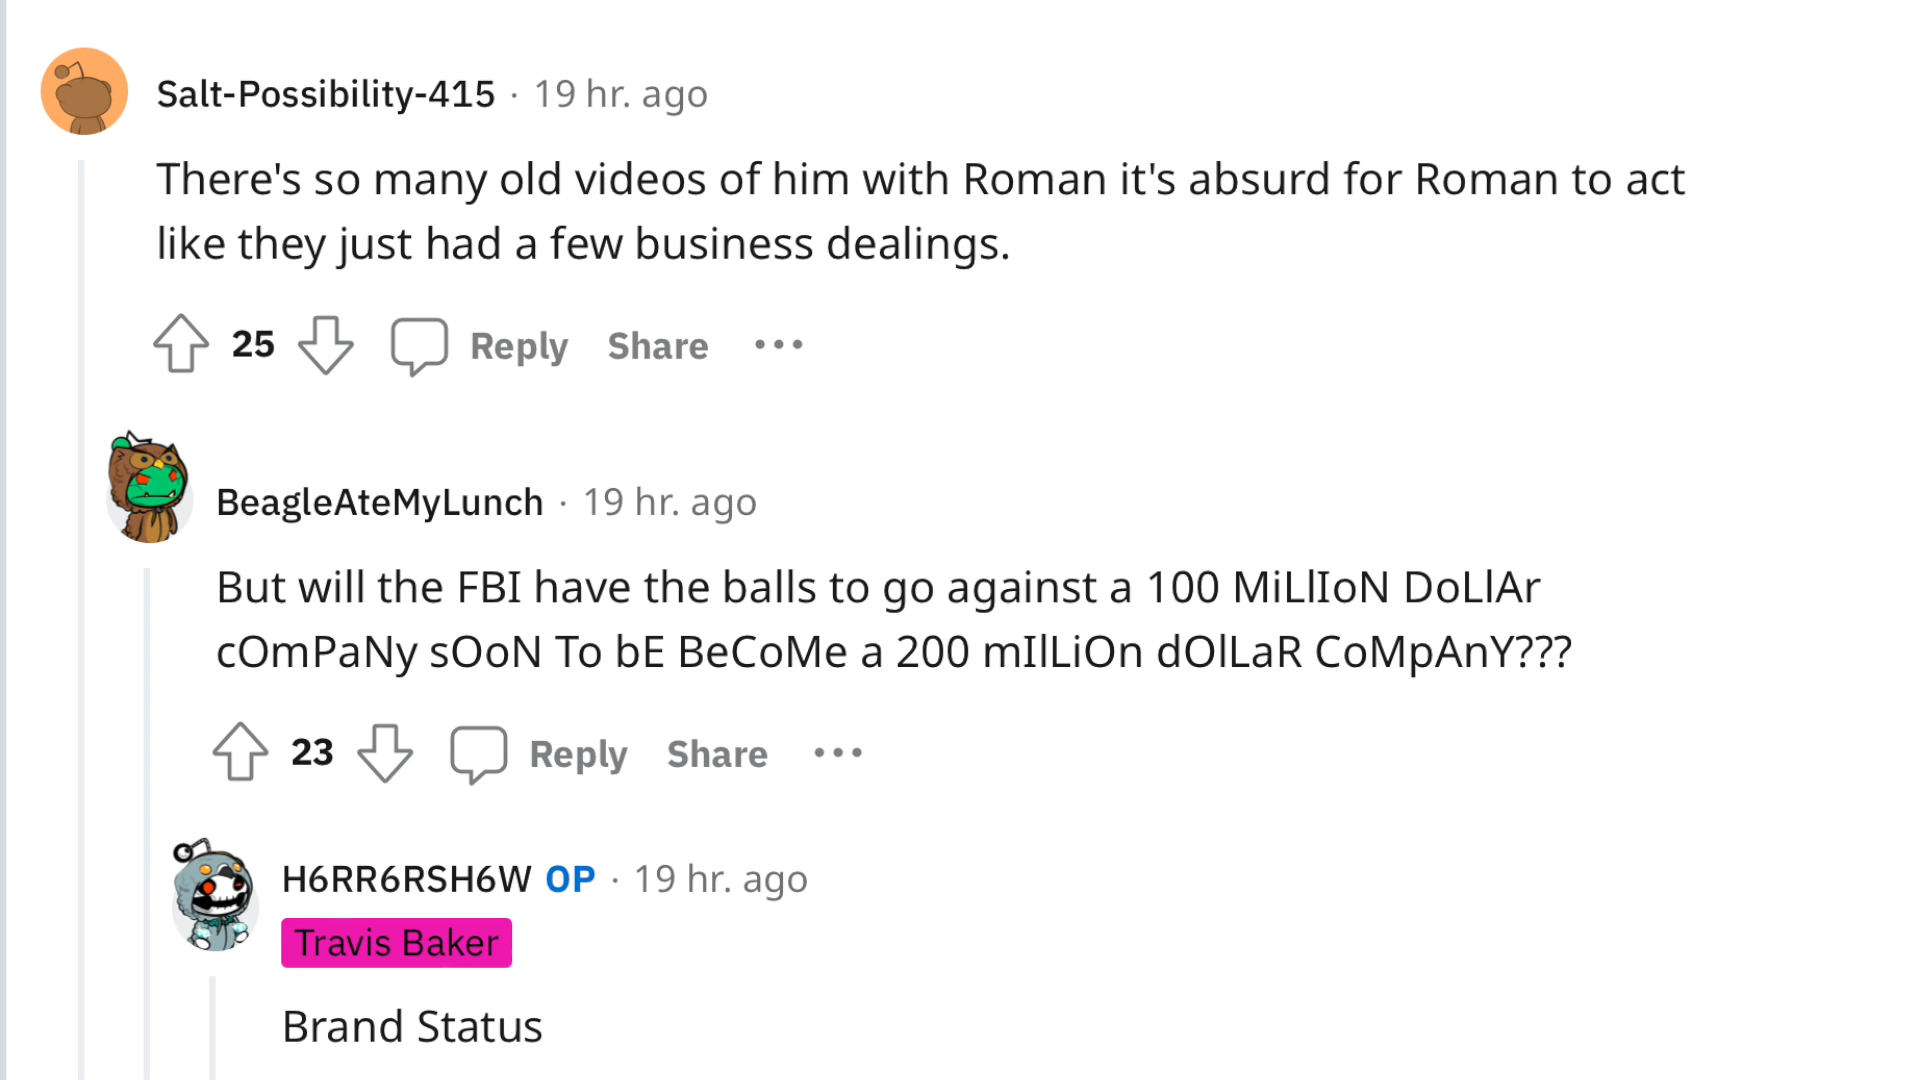 Salt-Possibility-415 · 19 hr. ago
There's so many old videos of him with Roman it's absurd for Roman to act
like they just had a few business dealings.
25 Reply Share ···
BeagleAteMyLunch · 19 hr. ago
But will the FBI have the balls to go against a 100 MiLlIoN DoLlAr
cOmPaNy sOoN To bE BeCoMe a 200 mIlLiOn dOlLaR CoMpAnY???
23 Reply Share ···
H6RR6RSH6W OP · 19 hr. ago
Travis Baker
Brand Status